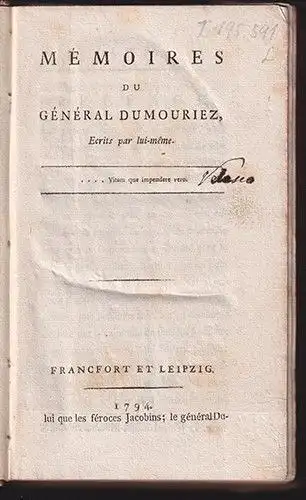 T 195.591
L
MÉMOIRES
DU
GÉNÉRAL DUMOURIEZ,
Ecrits par lui-même.
.... Vitam que impendere vero.
FRANCFORT ET LEIPZIG.
1794.
lui que les féroces Jacobins; le général Du-